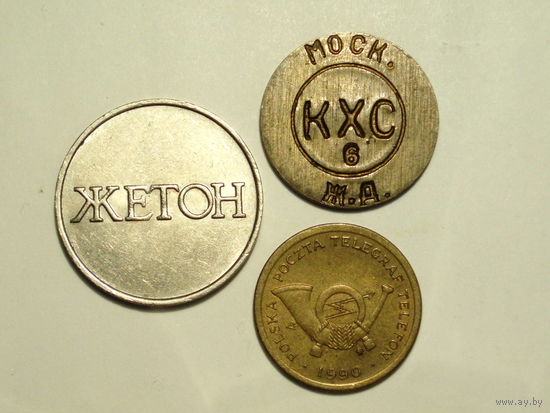 ЖЕТОН
МОСК.
КХС
6
Ж.Д.
POLSKA POCZTA TELEGRAF TELEFON
1990
www.ay.by